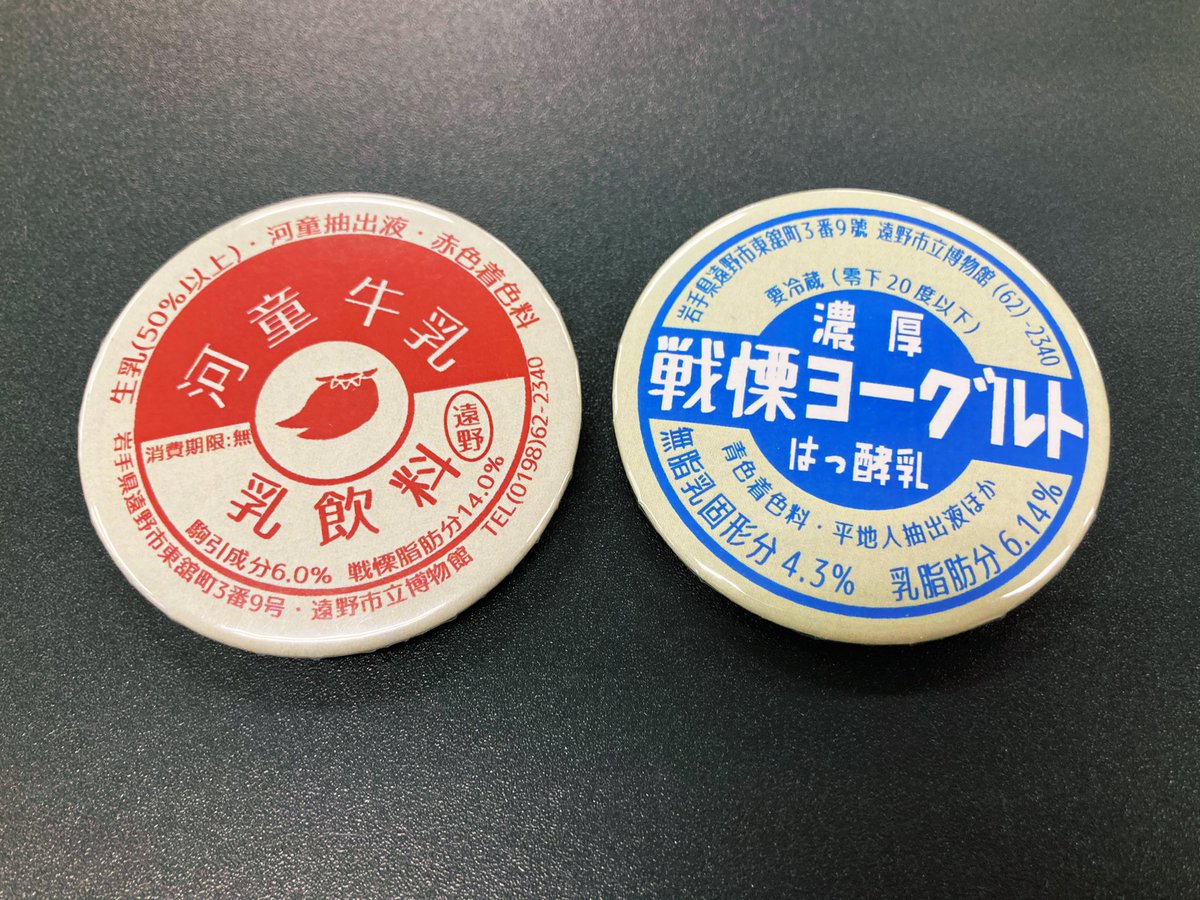 生乳(50%以上)・河童抽出液・赤色着色料
河童牛乳
消費期限:無
遠野
乳飲料
駒引成分6.0% 戦慄脂肪分14.0%
岩手県遠野市東舘町3番9号・遠野市立博物館 TEL(0198)62-2340
岩手県遠野市東舘町3番9號 遠野市立博物館 (62)-2340
要冷蔵(零下20度以下)
濃厚
戦慄ヨーグルト
はっ酵乳
青色着色料・平地人抽出液ほか
無脂乳固形分 4.3% 乳脂肪分 6.14%